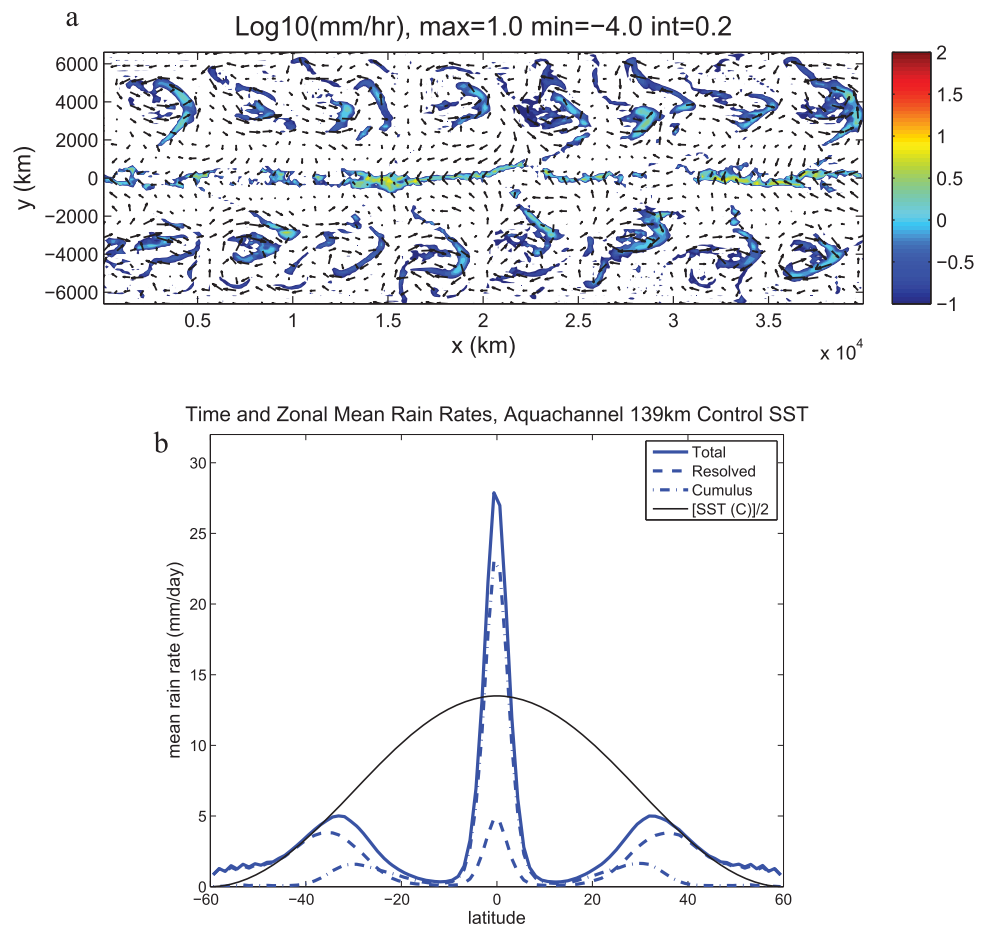 a
Log10(mm/hr), max=1.0 min=−4.0 int=0.2
y (km)
6000
4000
2000
0
−2000
−4000
−6000
0.5
1
1.5
2
2.5
3
3.5
x (km)
x 10⁴
2
1.5
1
0.5
0
−0.5
−1
b
Time and Zonal Mean Rain Rates, Aquachannel 139km Control SST
mean rain rate (mm/day)
30
25
20
15
10
5
0
Total
Resolved
Cumulus
[SST (C)]/2
−60
−40
−20
0
20
40
60
latitude